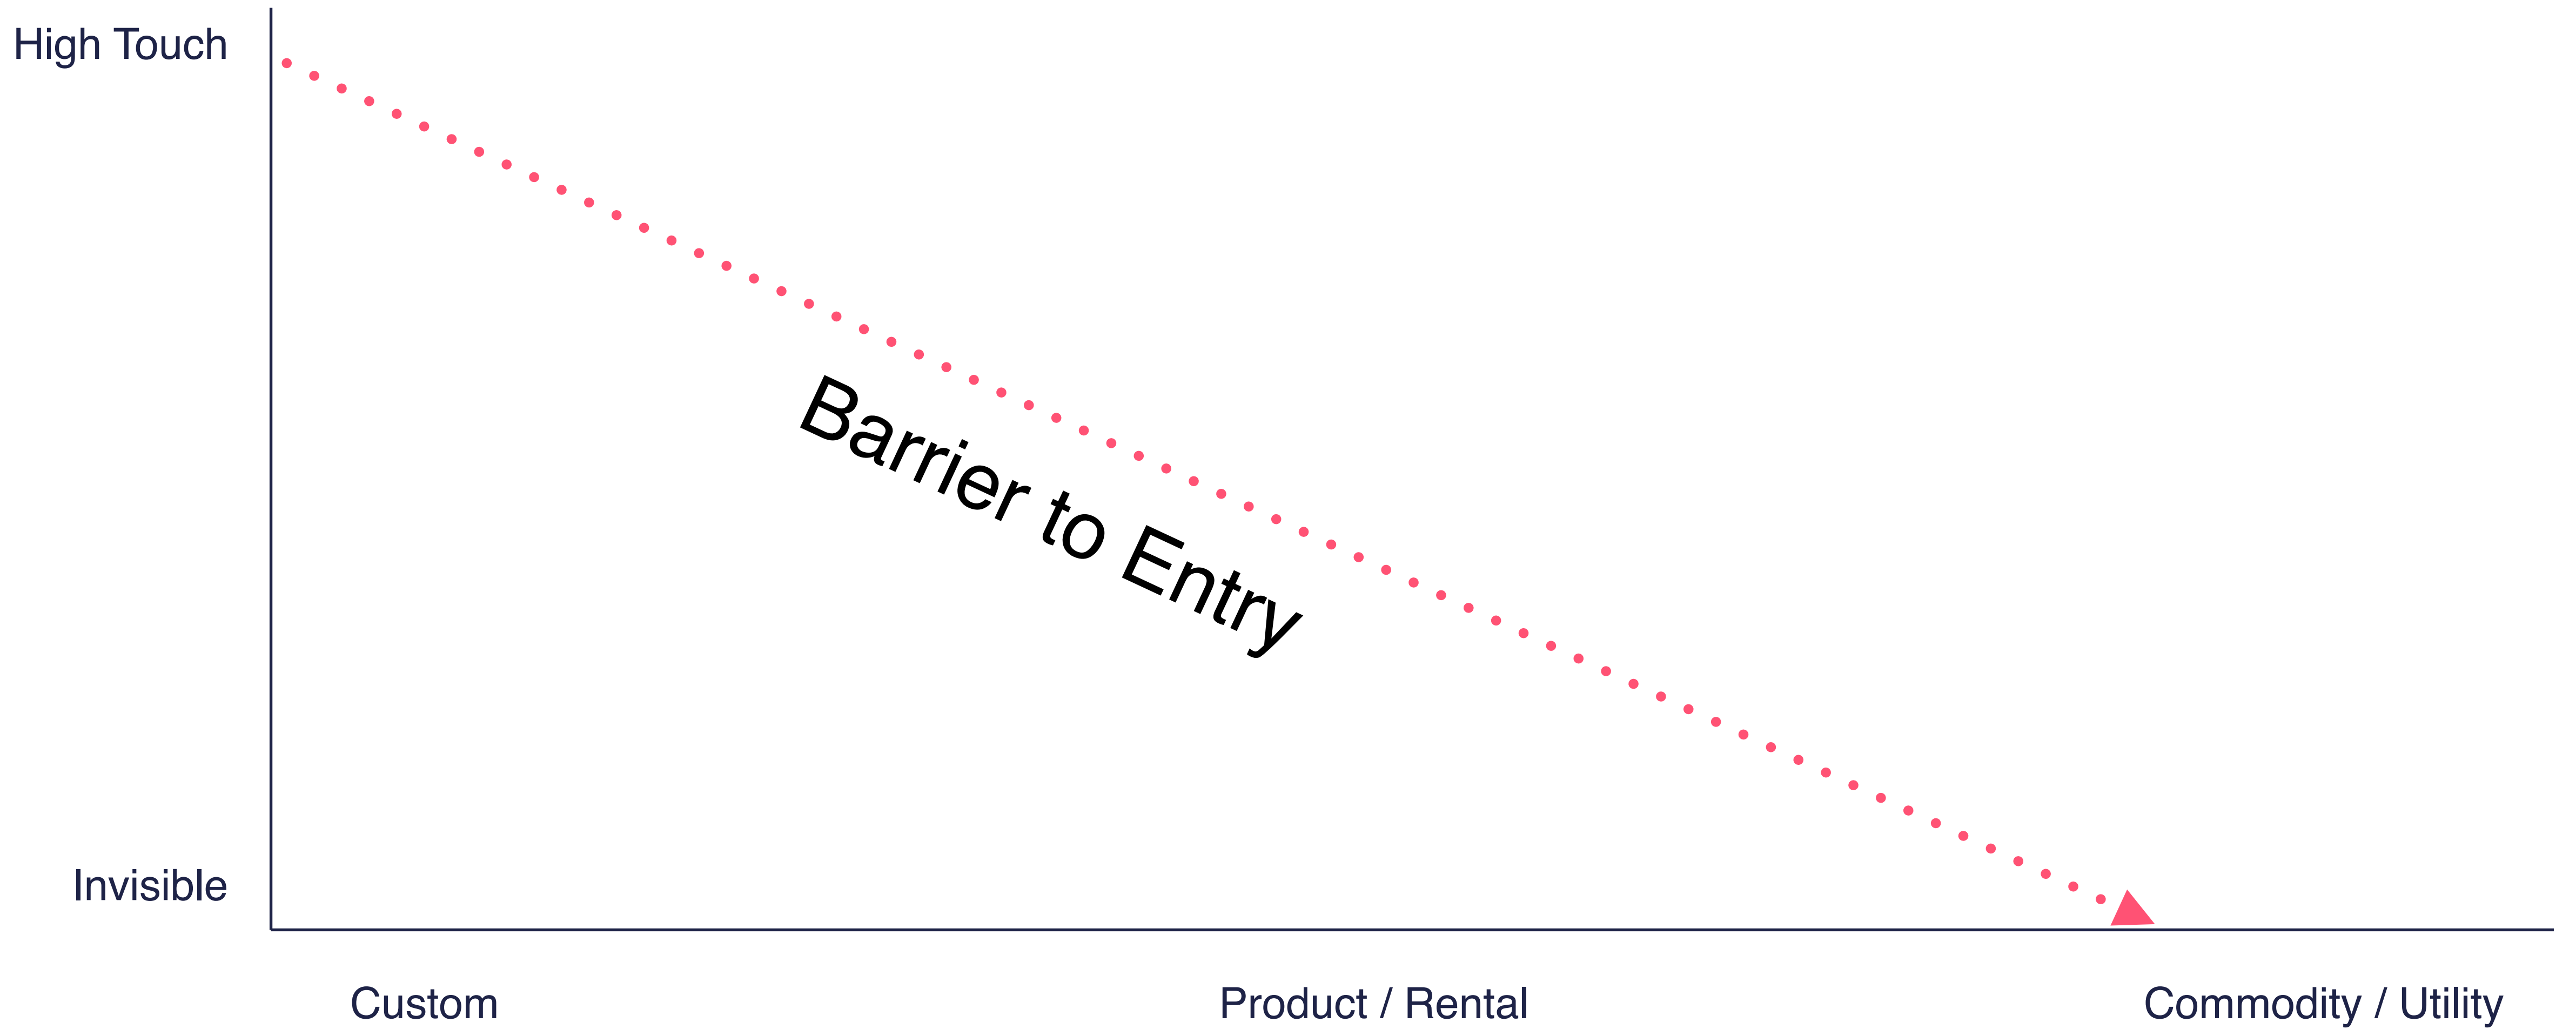 High Touch
Barrier to Entry
Invisible
Custom
Product / Rental
Commodity / Utility